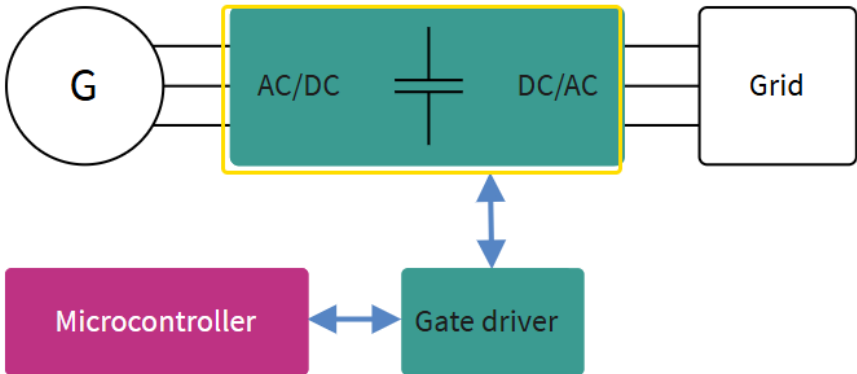 G
AC/DC
DC/AC
Grid
Microcontroller
Gate driver